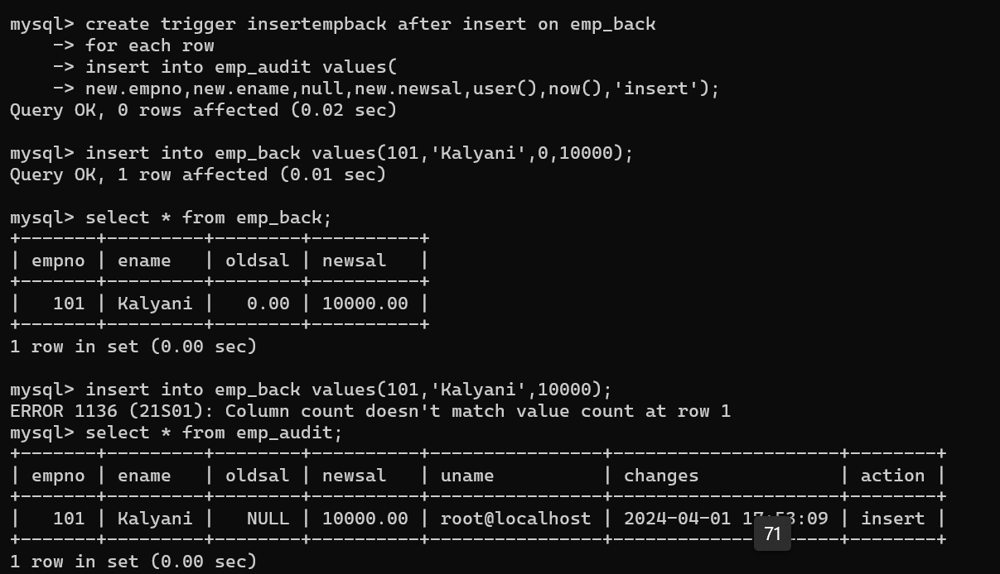 mysql> create trigger insertempback after insert on emp_back
    -> for each row
    -> insert into emp_audit values(
    -> new.empno,new.ename,null,new.newsal,user(),now(),'insert');
Query OK, 0 rows affected (0.02 sec)

mysql> insert into emp_back values(101,'Kalyani',0,10000);
Query OK, 1 row affected (0.01 sec)

mysql> select * from emp_back;
+-------+---------+--------+----------+
| empno | ename   | oldsal | newsal   |
+-------+---------+--------+----------+
|   101 | Kalyani |   0.00 | 10000.00 |
+-------+---------+--------+----------+
1 row in set (0.00 sec)

mysql> insert into emp_back values(101,'Kalyani',10000);
ERROR 1136 (21S01): Column count doesn't match value count at row 1
mysql> select * from emp_audit;
+-------+---------+--------+----------+----------------+---------------------+--------+
| empno | ename   | oldsal | newsal   | uname          | changes             | action |
+-------+---------+--------+----------+----------------+---------------------+--------+
|   101 | Kalyani |   NULL | 10000.00 | root@localhost | 2024-04-01 | insert |
+-------+---------+--------+----------+----------------+---------------------+--------+
71
1 row in set (0.00 sec)